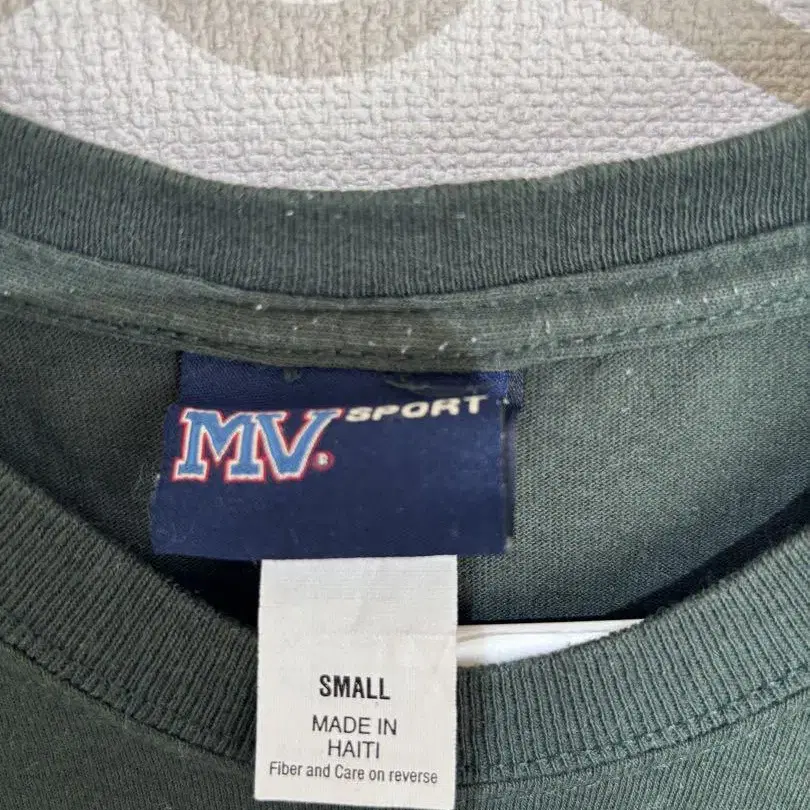 MV® SPORT
SMALL
MADE IN
HAITI
Fiber and Care on reverse